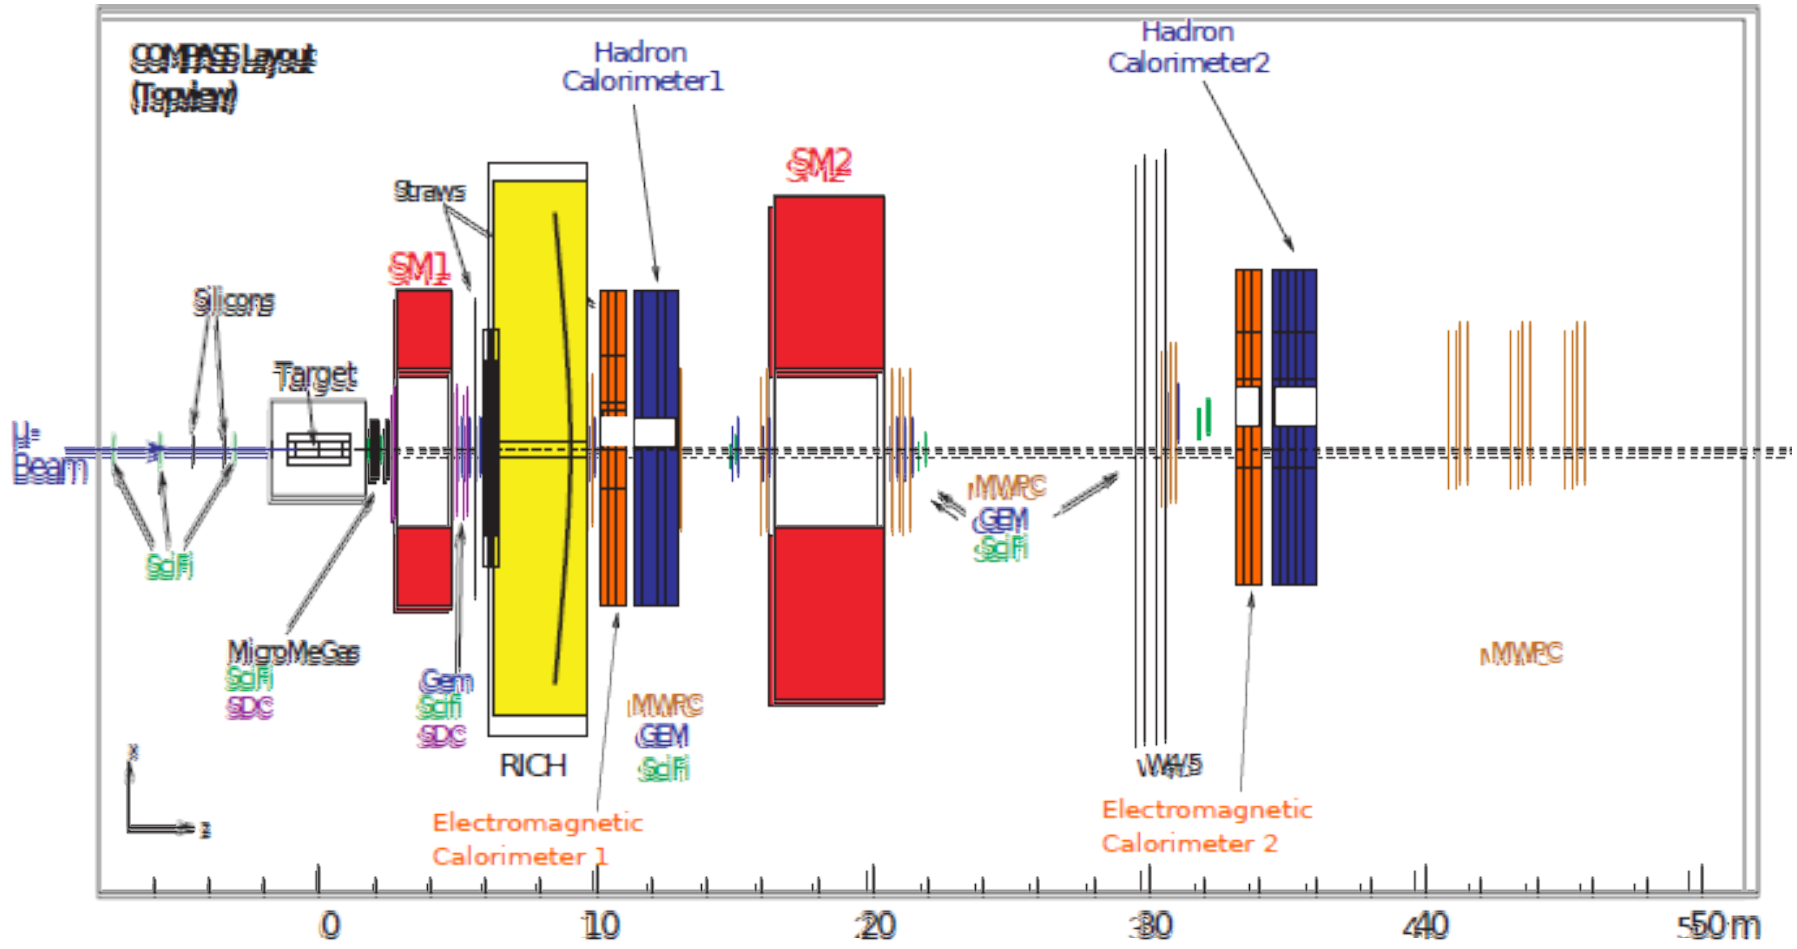 COMPASS Layout
(Topview)
Hadron
Calorimeter1
Hadron
Calorimeter2
SM2
Straws
SM1
Silicons
Target
μ-
Beam
MWPC
GEM
SciFi
SciFi
MicroMeGas
SciFi
SDC
Gem
Scifi
SDC
MWPC
GEM
SciFi
MWPC
RICH
Electromagnetic
Calorimeter 1
Electromagnetic
Calorimeter 2
0 10 20 30 40 50 m